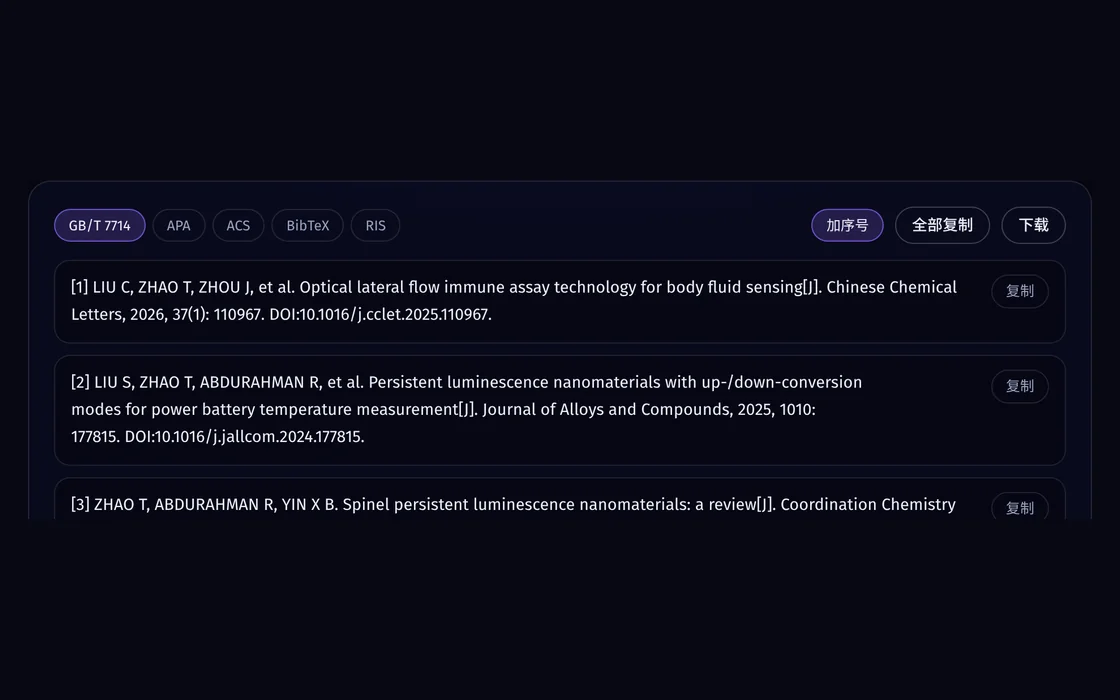 GB/T 7714 APA ACS BibTeX RIS 加序号 全部复制 下载
[1] LIU C, ZHAO T, ZHOU J, et al. Optical lateral flow immune assay technology for body fluid sensing[J]. Chinese Chemical 复制
Letters, 2026, 37(1): 110967. DOI:10.1016/j.cclet.2025.110967.
[2] LIU S, ZHAO T, ABDURAHMAN R, et al. Persistent luminescence nanomaterials with up-/down-conversion 复制
modes for power battery temperature measurement[J]. Journal of Alloys and Compounds, 2025, 1010:
177815. DOI:10.1016/j.jallcom.2024.177815.
[3] ZHAO T, ABDURAHMAN R, YIN X B. Spinel persistent luminescence nanomaterials: a review[J]. Coordination Chemistry 复制